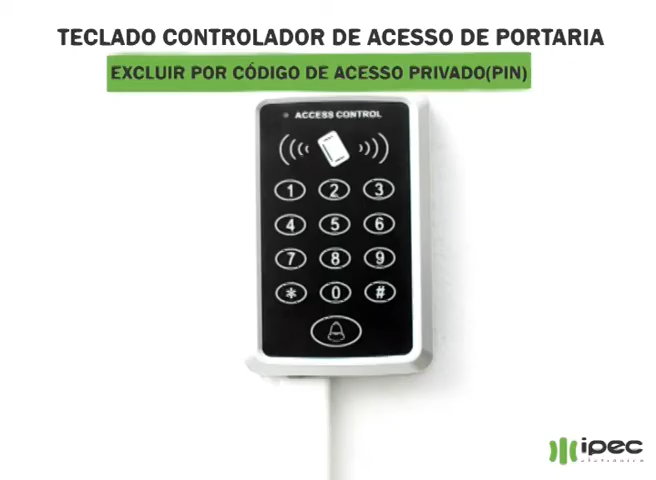 TECLADO CONTROLADOR DE ACESSO DE PORTARIA
EXCLUIR POR CÓDIGO DE ACESSO PRIVADO(PIN)
ACCESS CONTROL
1 2 3
4 5 6
7 8 9
* 0 #
ipec
eletrônica